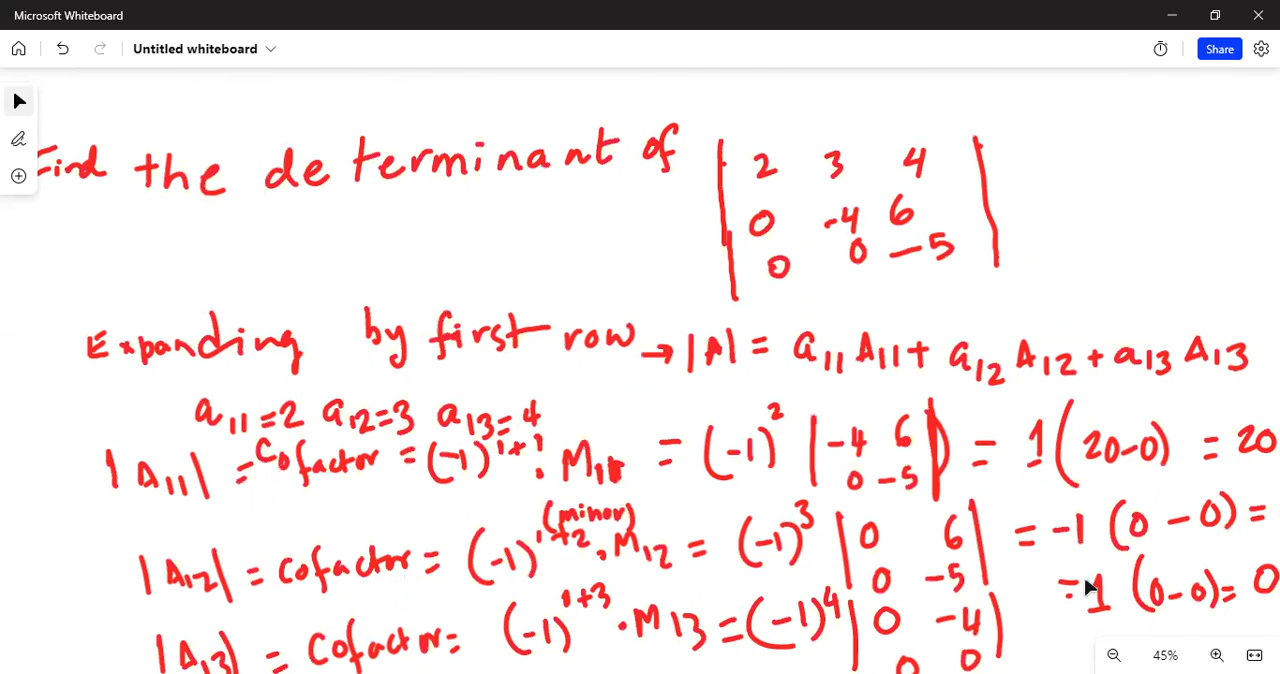 Microsoft Whiteboard
Untitled whiteboard
Share
Find the determinant of | 2 3 4 |
0 -4 6
0 0 -5
Expanding by first row → |A| = a11 A11 + a12 A12 + a13 A13
a11 = 2 a12 = 3 a13 = 4
|A11| = Cofactor = (-1)^1+1 . M11 = (-1)^2 | -4 6 | = 1 (20-0) = 20
0 -5
(minor)
|A12| = cofactor = (-1)^1+2 . M12 = (-1)^3 | 0 6 | = -1 (0 - 0) =
0 -5
= 1 (0-0) = 0
|A13| = Cofactor = (-1)^1+3 . M13 = (-1)^4 | 0 -4 |
0 0
45%